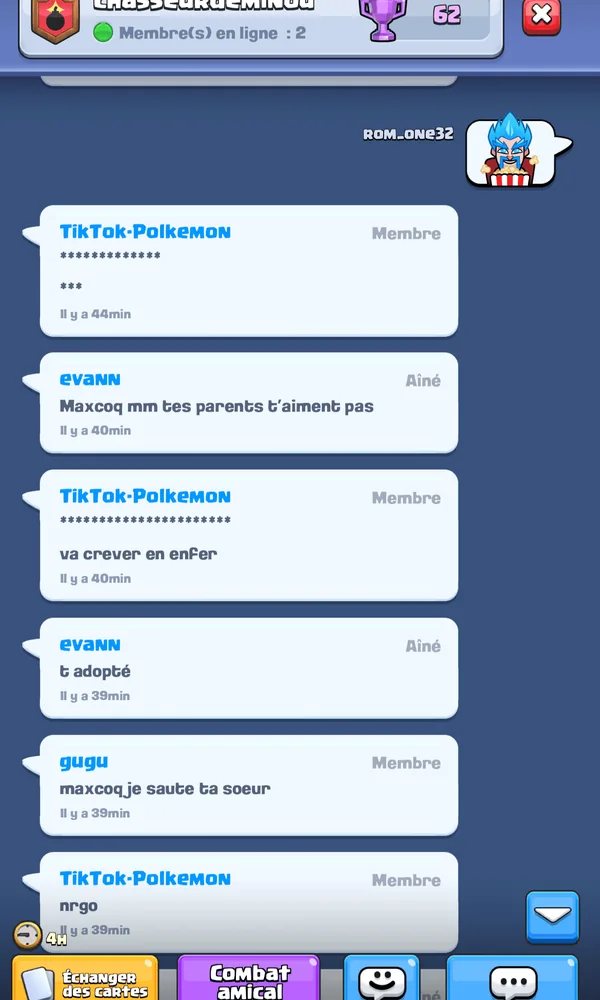 ChasseurdeMinou
Membre(s) en ligne : 2
62
ROM_ONE32
TikTok-Polkemon
Membre
*************
***
Il y a 44min
evann
Aîné
Maxcoq mm tes parents t'aiment pas
Il y a 40min
TikTok-Polkemon
Membre
**********************
va crever en enfer
Il y a 40min
evann
Aîné
t adopté
Il y a 39min
gugu
Membre
maxcoq je saute ta soeur
Il y a 39min
TikTok-Polkemon
Membre
nrgo
Il y a 39min
4H
Échanger
des cartes
Combat
amical